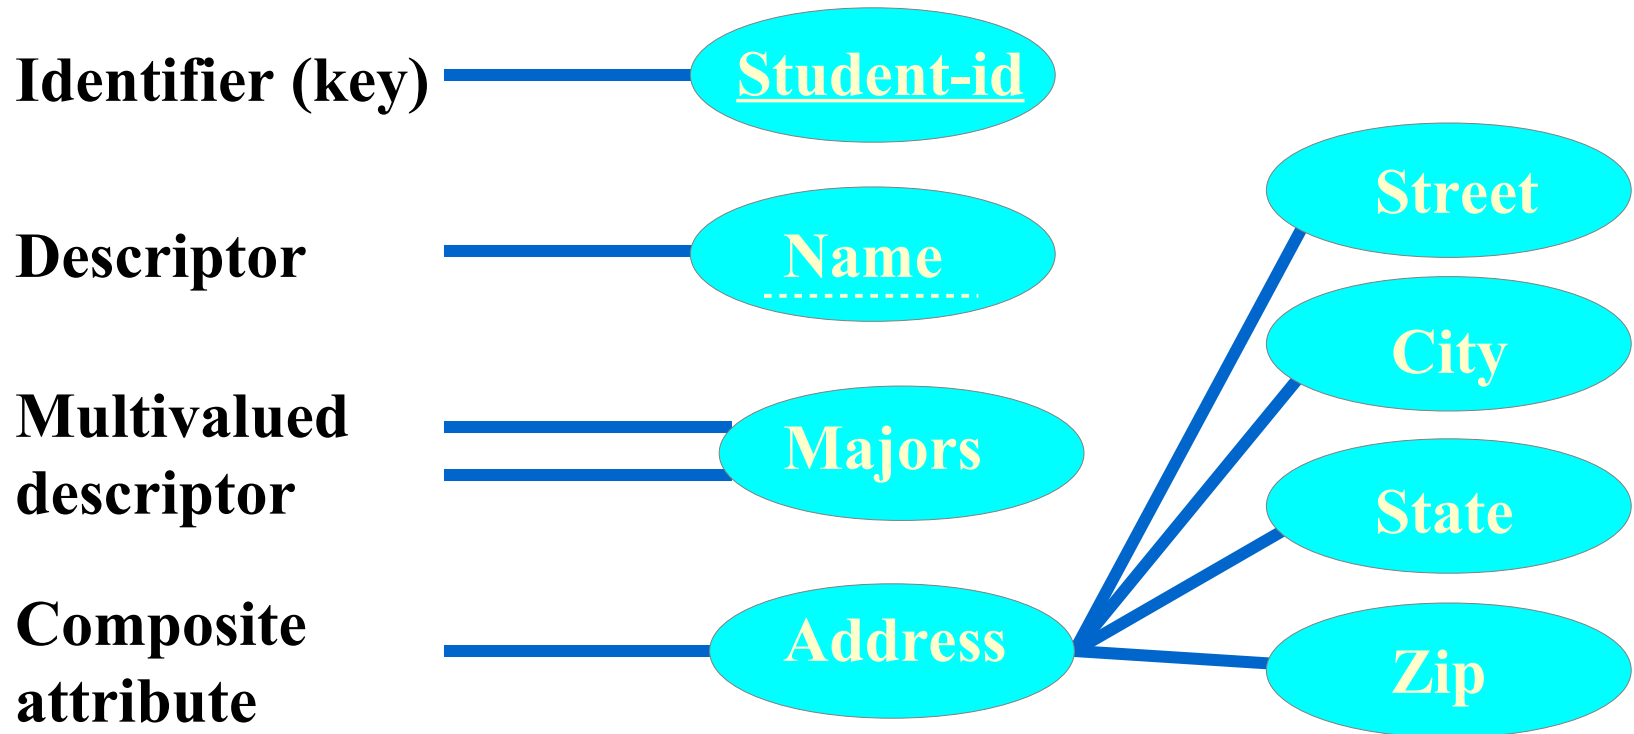 Identifier (key)
Student-id
Descriptor
Name
Multivalued
descriptor
Majors
Composite
attribute
Address
Street
City
State
Zip